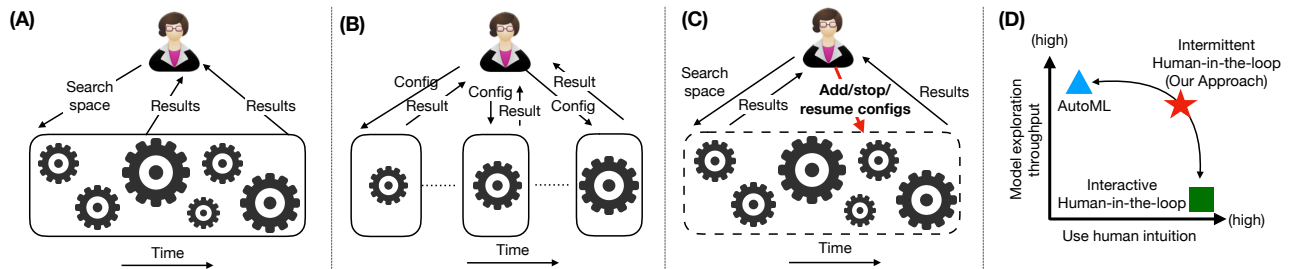 (A)
Search
space
Results
Results
Time
(B)
Config
Result
Config
Result
Result
Config
Time
(C)
Search
space
Results
Add/stop/
resume configs
Results
Time
(D)
(high)
Intermittent
Human-in-the-loop
(Our Approach)
AutoML
Model exploration
throughput
Interactive
Human-in-the-loop
(high)
Use human intuition